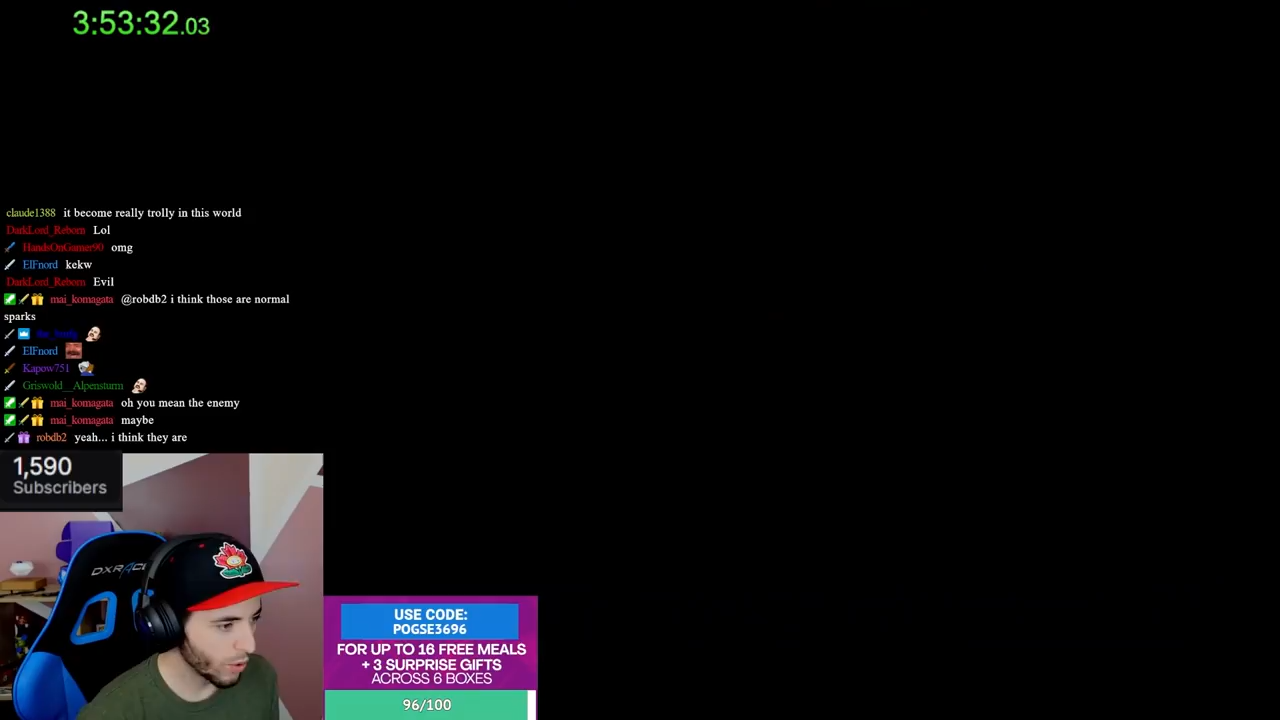 3:53:32.03
claude1388 it become really trolly in this world
DarkLord_Reborn Lol
HandsOnGamer90 omg
ElFnord kekw
DarkLord_Reborn Evil
mai_komagata @robdb2 i think those are normal
sparks
ElFnord
Kapow751
Griswold__Alpensturm
mai_komagata oh you mean the enemy
mai_komagata maybe
robdb2 yeah... i think they are
1,590
Subscribers
DXRAC
USE CODE:
POGSE3696
FOR UP TO 16 FREE MEALS
+ 3 SURPRISE GIFTS
ACROSS 6 BOXES
96/100